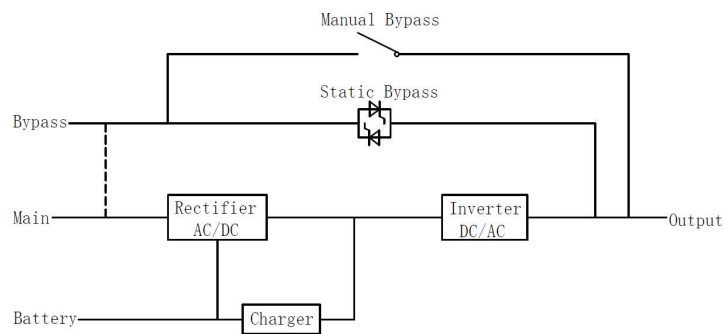 Manual Bypass
Static Bypass
Bypass
Main
Rectifier
AC/DC
Inverter
DC/AC
Output
Battery
Charger